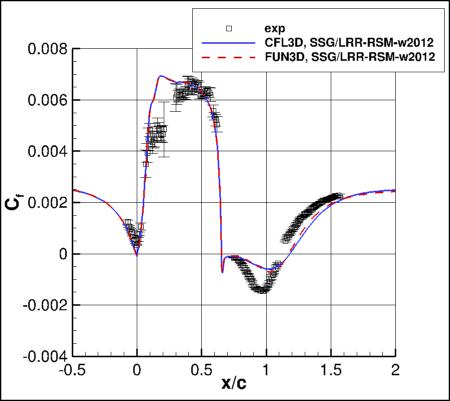 exp
CFL3D, SSG/LRR-RSM-w2012
FUN3D, SSG/LRR-RSM-w2012
0.008
0.006
0.004
0.002
0
-0.002
-0.004
Cf
-0.5
0
0.5
1
1.5
2
x/c